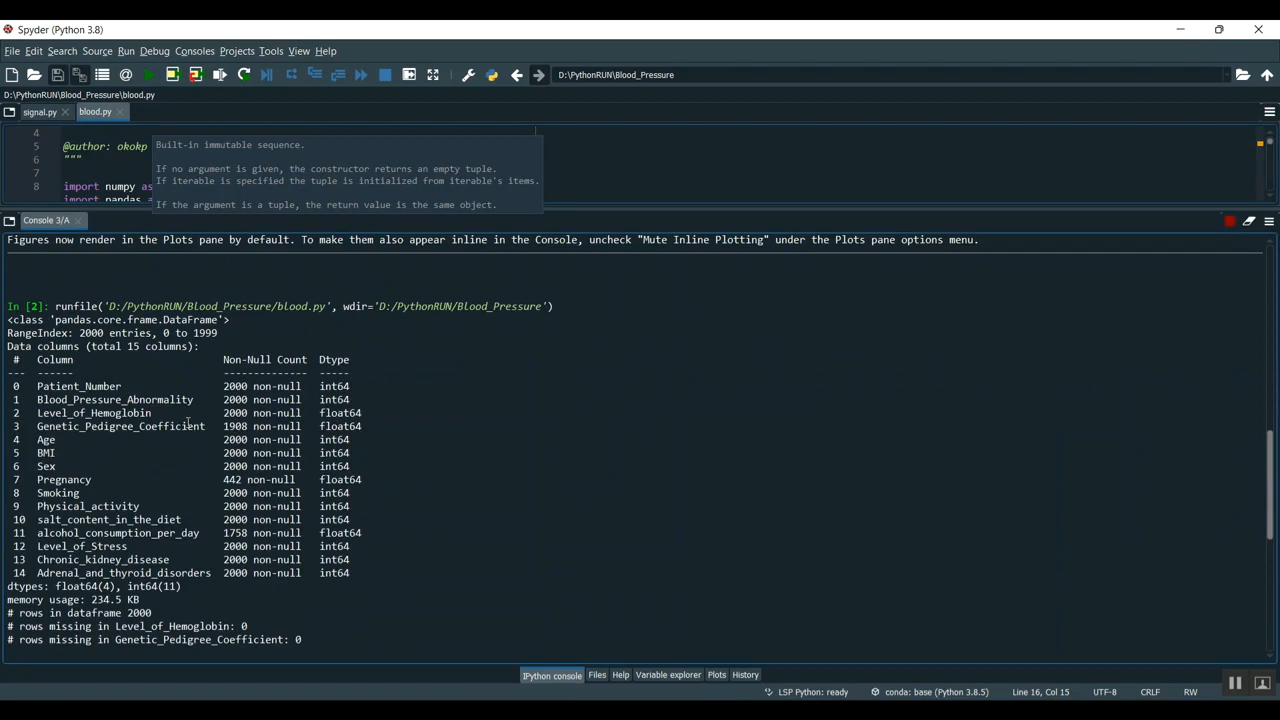 Spyder (Python 3.8)
File Edit Search Source Run Debug Consoles Projects Tools View Help
D:\PythonRUN\Blood_Pressure
D:\PythonRUN\Blood_Pressure\blood.py
signal.py blood.py
4
5 @author: okokp
6 """
7
8 import numpy as
import pandas
Built-in immutable sequence.
If no argument is given, the constructor returns an empty tuple.
If iterable is specified the tuple is initialized from iterable's items.
If the argument is a tuple, the return value is the same object.
Console 3/A
Figures now render in the Plots pane by default. To make them also appear inline in the Console, uncheck "Mute Inline Plotting" under the Plots pane options menu.
In [2]: runfile('D:/PythonRUN/Blood_Pressure/blood.py', wdir='D:/PythonRUN/Blood_Pressure')
<class 'pandas.core.frame.DataFrame'>
RangeIndex: 2000 entries, 0 to 1999
Data columns (total 15 columns):
# Column Non-Null Count Dtype
--- ------ -------------- -----
0 Patient_Number 2000 non-null int64
1 Blood_Pressure_Abnormality 2000 non-null int64
2 Level_of_Hemoglobin 2000 non-null float64
3 Genetic_Pedigree_Coefficient 1908 non-null float64
4 Age 2000 non-null int64
5 BMI 2000 non-null int64
6 Sex 2000 non-null int64
7 Pregnancy 442 non-null float64
8 Smoking 2000 non-null int64
9 Physical_activity 2000 non-null int64
10 salt_content_in_the_diet 2000 non-null int64
11 alcohol_consumption_per_day 1758 non-null float64
12 Level_of_Stress 2000 non-null int64
13 Chronic_kidney_disease 2000 non-null int64
14 Adrenal_and_thyroid_disorders 2000 non-null int64
dtypes: float64(4), int64(11)
memory usage: 234.5 KB
# rows in dataframe 2000
# rows missing in Level_of_Hemoglobin: 0
# rows missing in Genetic_Pedigree_Coefficient: 0
IPython console Files Help Variable explorer Plots History
LSP Python: ready conda: base (Python 3.8.5) Line 16, Col 15 UTF-8 CRLF RW